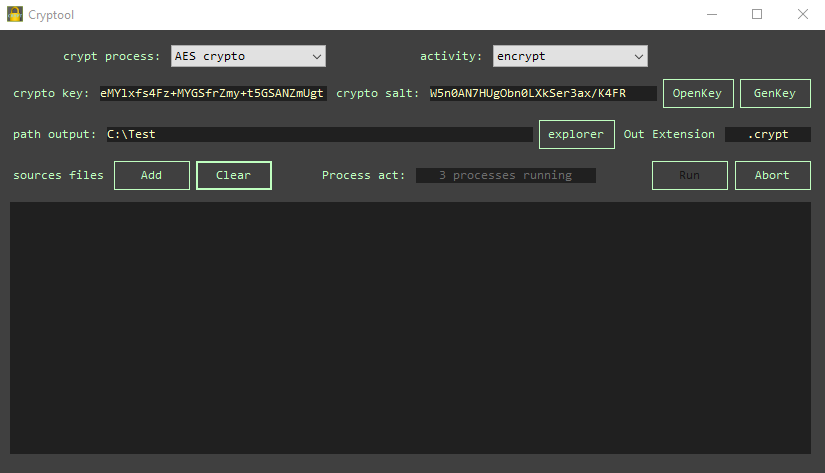 Cryptool
crypt process: AES crypto activity: encrypt
crypto key: eMYlxfs4Fz+MYGSfrZmy+t5GSANZmUgt crypto salt: W5n0AN7HUgObn0LXkSer3ax/K4FR OpenKey GenKey
path output: C:\Test explorer Out Extension .crypt
sources files Add Clear Process act: 3 processes running Run Abort